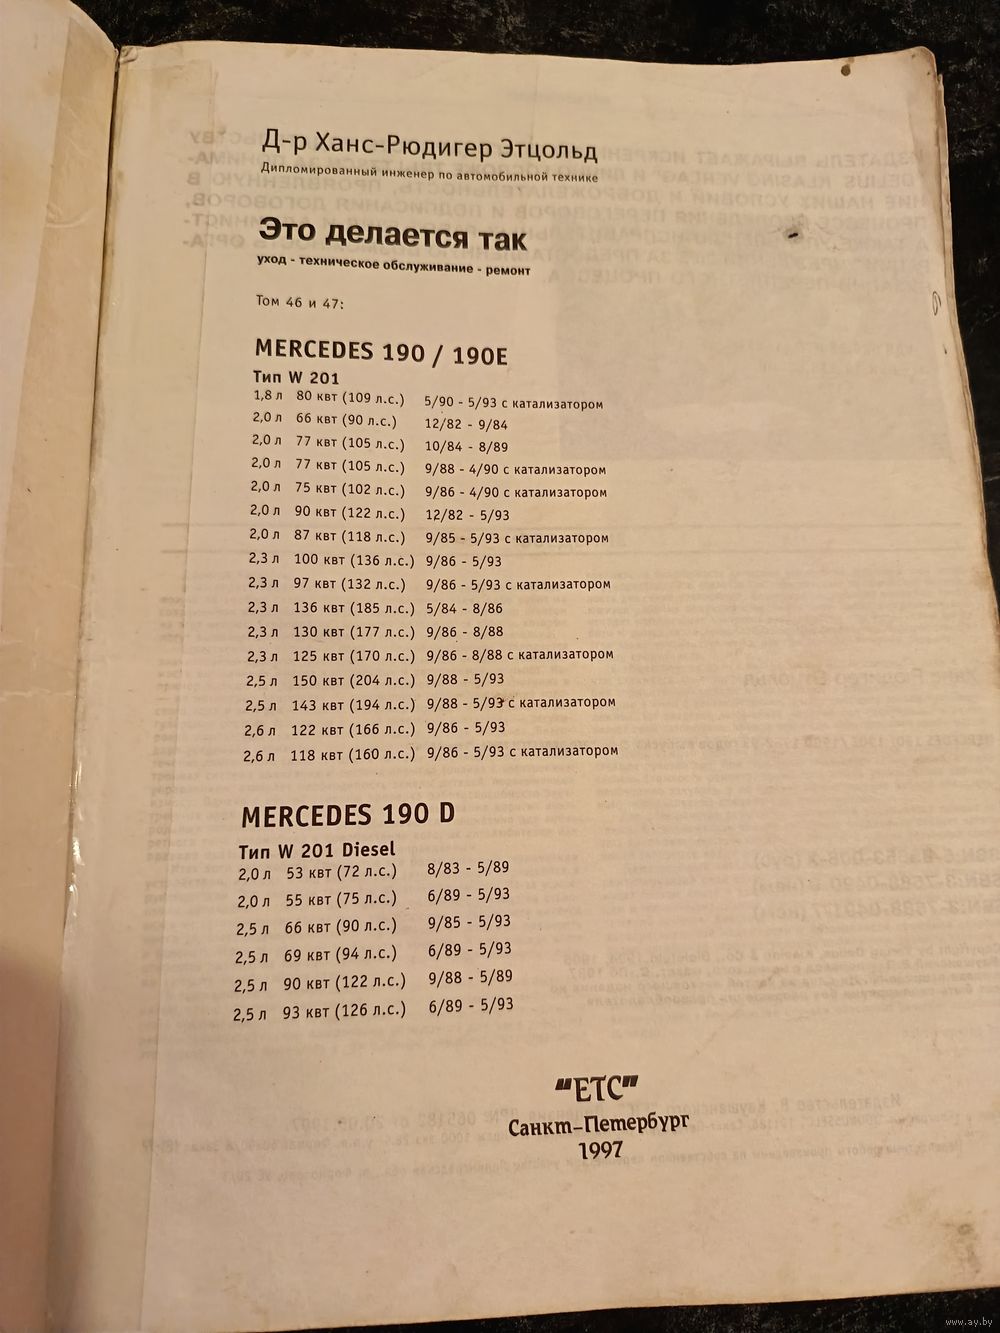 Д-р Ханс-Рюдигер Этцольд
Дипломированный инженер по автомобильной технике
Это делается так
уход - техническое обслуживание - ремонт
Том 46 и 47:
MERCEDES 190 / 190E
Тип W 201
1,8 л 80 квт (109 л.с.) 5/90 - 5/93 с катализатором
2,0 л 66 квт (90 л.с.) 12/82 - 9/84
2,0 л 77 квт (105 л.с.) 10/84 - 8/89
2,0 л 77 квт (105 л.с.) 9/88 - 4/90 с катализатором
2,0 л 75 квт (102 л.с.) 9/86 - 4/90 с катализатором
2,0 л 90 квт (122 л.с.) 12/82 - 5/93
2,0 л 87 квт (118 л.с.) 9/85 - 5/93 с катализатором
2,3 л 100 квт (136 л.с.) 9/86 - 5/93
2,3 л 97 квт (132 л.с.) 9/86 - 5/93 с катализатором
2,3 л 136 квт (185 л.с.) 5/84 - 8/86
2,3 л 130 квт (177 л.с.) 9/86 - 8/88
2,3 л 125 квт (170 л.с.) 9/86 - 8/88 с катализатором
2,5 л 150 квт (204 л.с.) 9/88 - 5/93
2,5 л 143 квт (194 л.с.) 9/88 - 5/93 с катализатором
2,6 л 122 квт (166 л.с.) 9/86 - 5/93
2,6 л 118 квт (160 л.с.) 9/86 - 5/93 с катализатором
MERCEDES 190 D
Тип W 201 Diesel
2,0 л 53 квт (72 л.с.) 8/83 - 5/89
2,0 л 55 квт (75 л.с.) 6/89 - 5/93
2,5 л 66 квт (90 л.с.) 9/85 - 5/93
2,5 л 69 квт (94 л.с.) 6/89 - 5/93
2,5 л 90 квт (122 л.с.) 9/88 - 5/89
2,5 л 93 квт (126 л.с.) 6/89 - 5/93
"ЕТС"
Санкт-Петербург
1997
www.ay.by